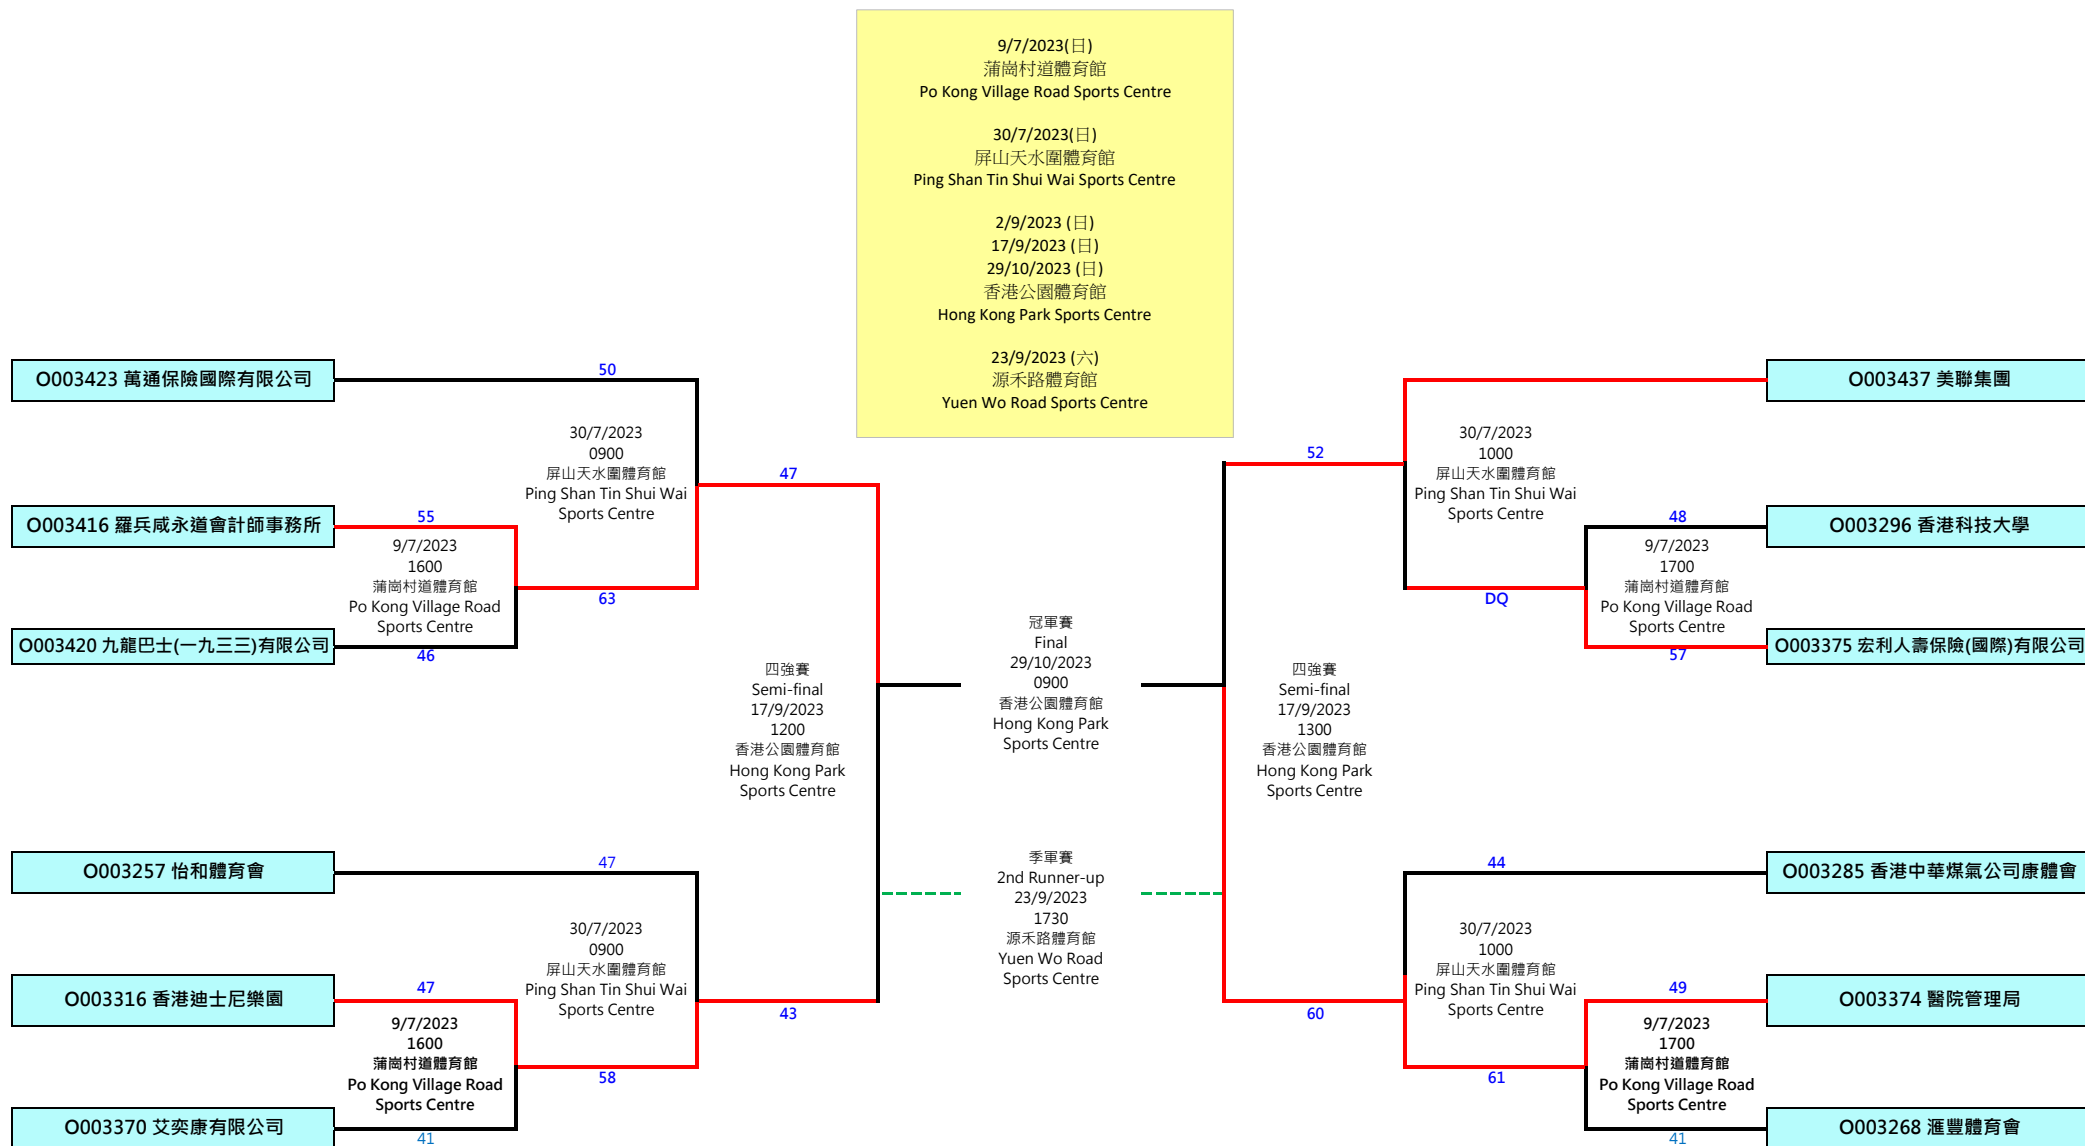 9/7/2023(日)
蒲崗村道體育館
Po Kong Village Road Sports Centre
30/7/2023(日)
屏山天水圍體育館
Ping Shan Tin Shui Wai Sports Centre
2/9/2023 (日)
17/9/2023 (日)
29/10/2023 (日)
香港公園體育館
Hong Kong Park Sports Centre
23/9/2023 (六)
源禾路體育館
Yuen Wo Road Sports Centre
O003423 萬通保險國際有限公司
50
30/7/2023
0900
屏山天水圍體育館
Ping Shan Tin Shui Wai
Sports Centre
47
O003416 羅兵咸永道會計師事務所
55
9/7/2023
1600
蒲崗村道體育館
Po Kong Village Road
Sports Centre
63
O003420 九龍巴士(一九三三)有限公司
46
四強賽
Semi-final
17/9/2023
1200
香港公園體育館
Hong Kong Park
Sports Centre
O003257 怡和體育會
47
30/7/2023
0900
屏山天水圍體育館
Ping Shan Tin Shui Wai
Sports Centre
43
O003316 香港迪士尼樂園
47
9/7/2023
1600
蒲崗村道體育館
Po Kong Village Road
Sports Centre
58
O003370 艾奕康有限公司
41
冠軍賽
Final
29/10/2023
0900
香港公園體育館
Hong Kong Park
Sports Centre
季軍賽
2nd Runner-up
23/9/2023
1730
源禾路體育館
Yuen Wo Road
Sports Centre
O003437 美聯集團
52
30/7/2023
1000
屏山天水圍體育館
Ping Shan Tin Shui Wai
Sports Centre
48
O003296 香港科技大學
9/7/2023
1700
蒲崗村道體育館
Po Kong Village Road
Sports Centre
DQ
57
O003375 宏利人壽保險(國際)有限公司
四強賽
Semi-final
17/9/2023
1300
香港公園體育館
Hong Kong Park
Sports Centre
44
O003285 香港中華煤氣公司康體會
30/7/2023
1000
屏山天水圍體育館
Ping Shan Tin Shui Wai
Sports Centre
60
49
O003374 醫院管理局
9/7/2023
1700
蒲崗村道體育館
Po Kong Village Road
Sports Centre
61
O003268 滙豐體育會
41